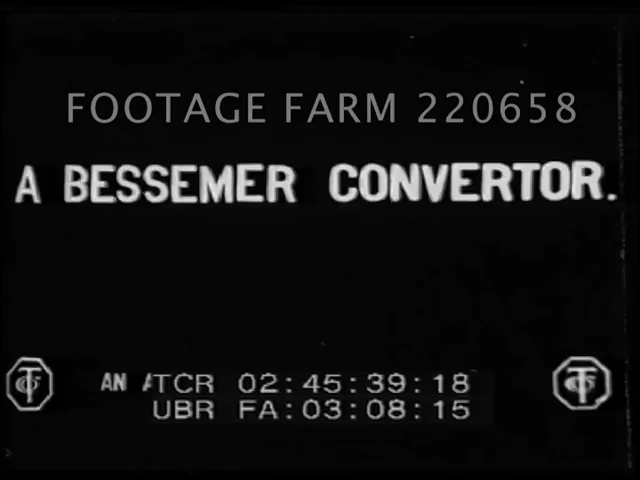 FOOTAGE FARM 220658
A BESSEMER CONVERTOR.
AN
TCR 02:45:39:18
UBR FA:03:08:15